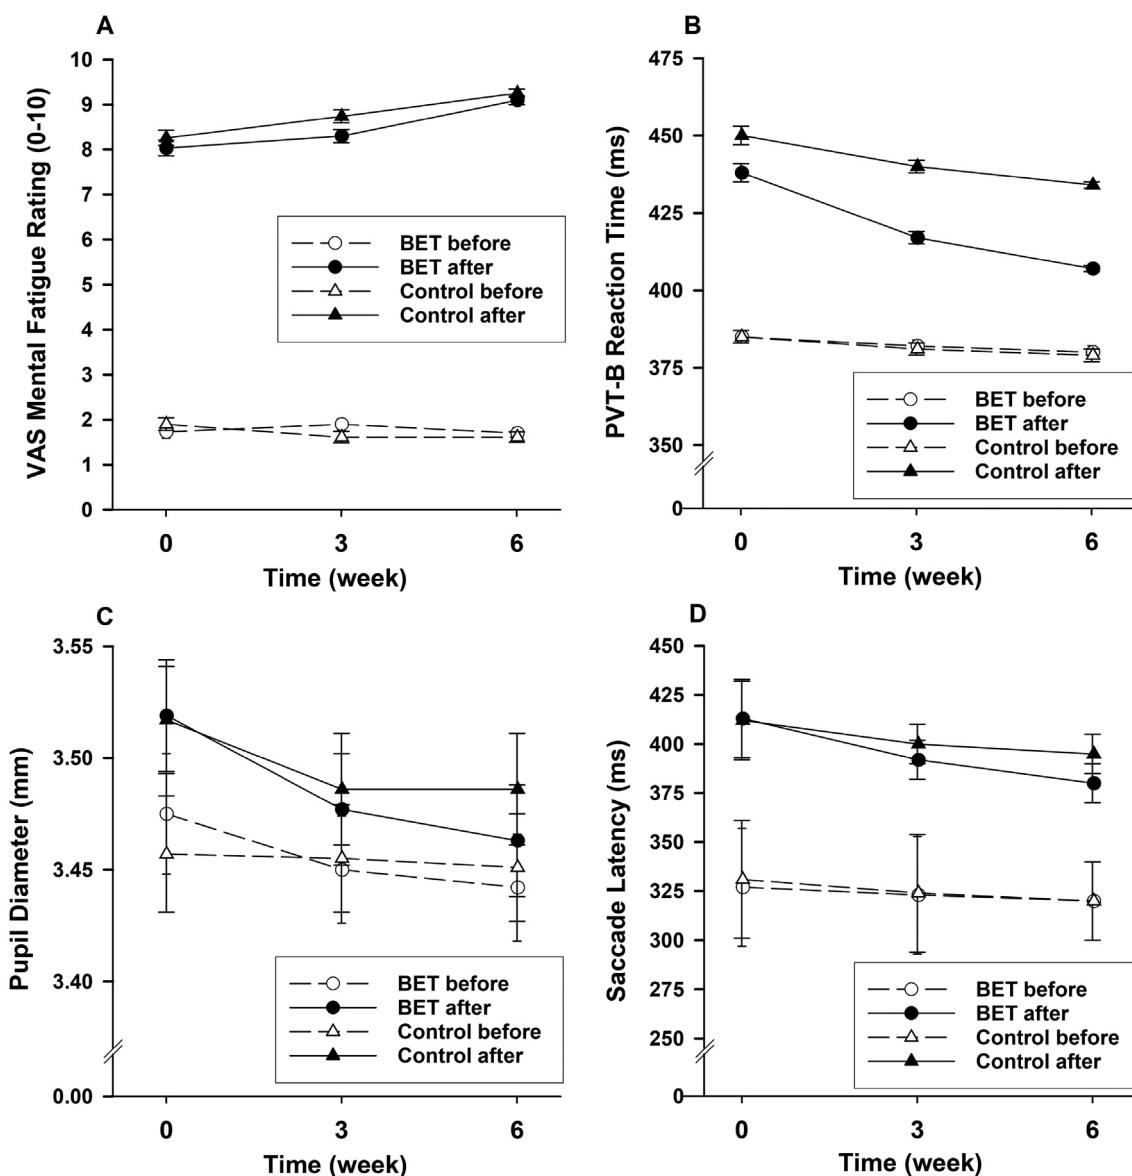 A
VAS Mental Fatigue Rating (0-10)
10
9
8
7
6
5
4
3
2
1
0
BET before
BET after
Control before
Control after
0 3 6
Time (week)
B
PVT-B Reaction Time (ms)
475
450
425
400
375
350
0
BET before
BET after
Control before
Control after
0 3 6
Time (week)
C
Pupil Diameter (mm)
3.55
3.50
3.45
3.40
0.00
BET before
BET after
Control before
Control after
0 3 6
Time (week)
D
Saccade Latency (ms)
450
425
400
375
350
325
300
275
250
0
BET before
BET after
Control before
Control after
0 3 6
Time (week)